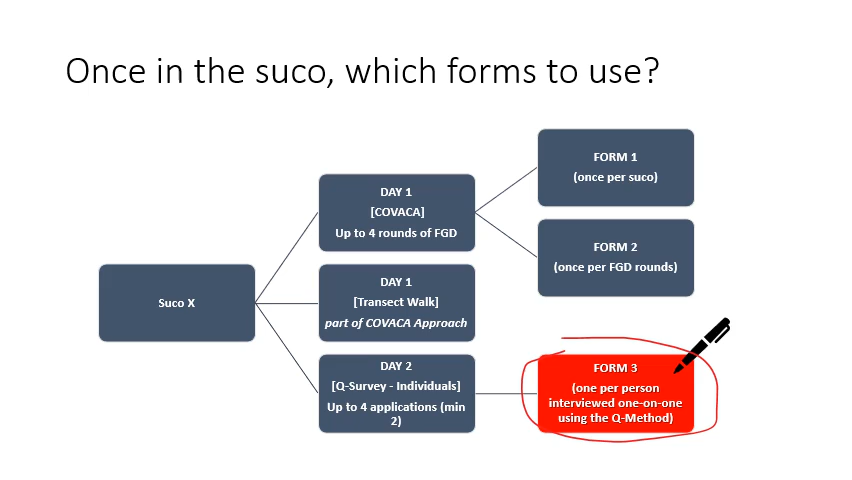 Once in the suco, which forms to use?
Suco X
DAY 1
[COVACA]
Up to 4 rounds of FGD
DAY 1
[Transect Walk]
part of COVACA Approach
DAY 2
[Q-Survey - Individuals]
Up to 4 applications (min
2)
FORM 1
(once per suco)
FORM 2
(once per FGD rounds)
FORM 3
(one per person
interviewed one-on-one
using the Q-Method)